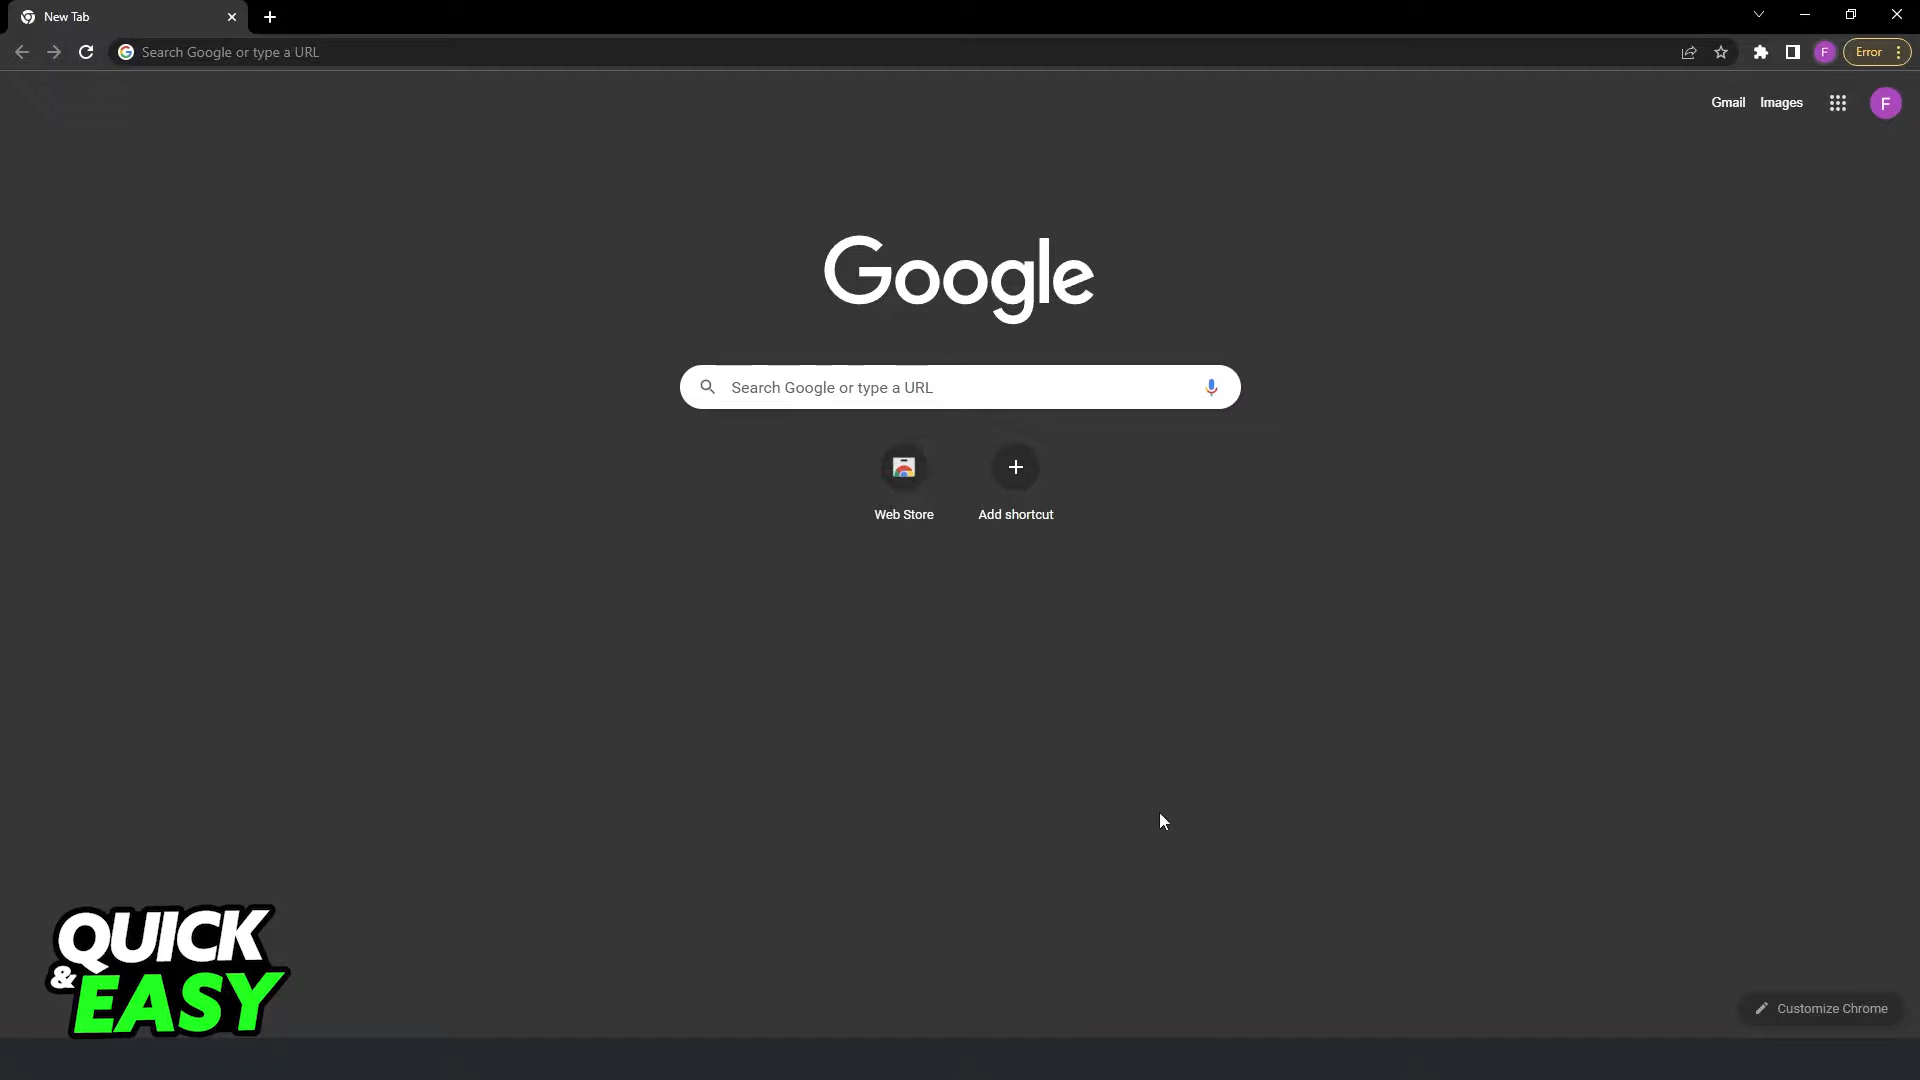 New Tab
Search Google or type a URL
F
Error
Gmail
Images
F
Google
Search Google or type a URL
Web Store
Add shortcut
QUICK
& EASY
Customize Chrome